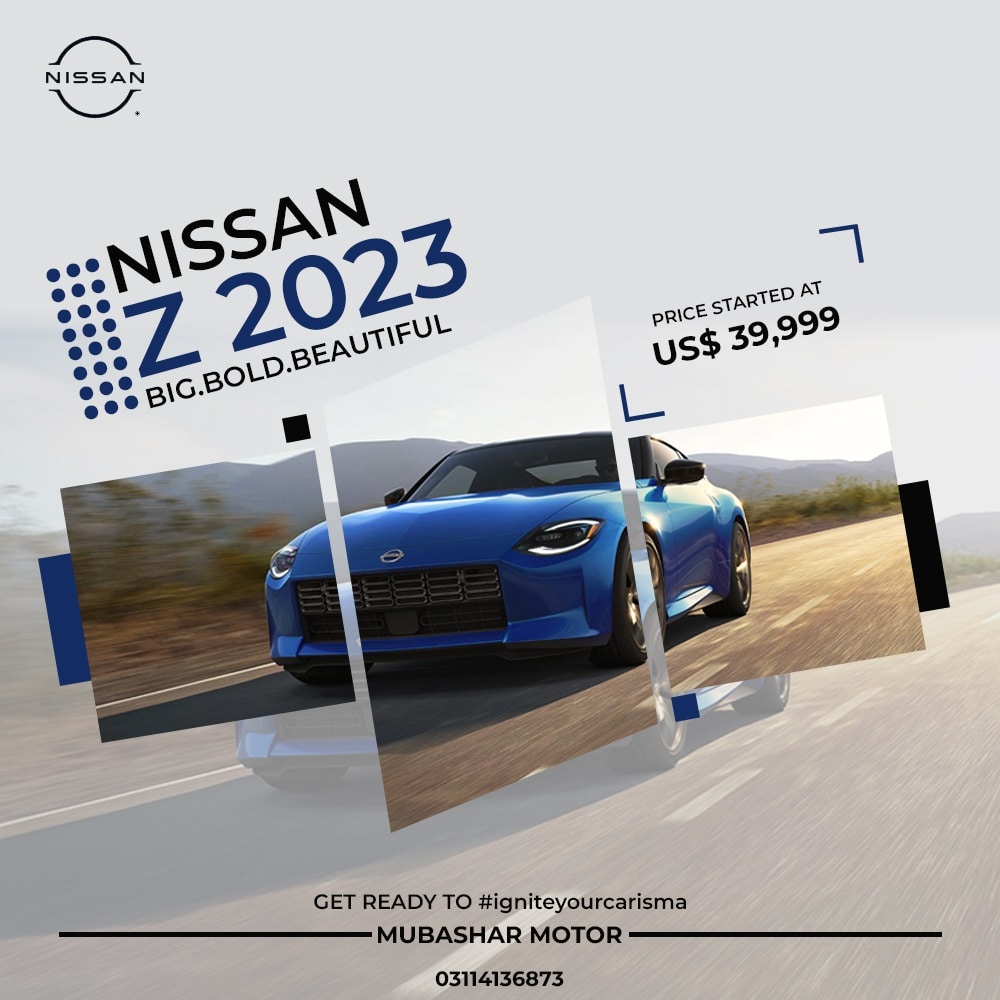 NISSAN
NISSAN
Z 2023
BIG.BOLD.BEAUTIFUL
PRICE STARTED AT
US$ 39,999
GET READY TO #igniteyourcarisma
MUBASHAR MOTOR
03114136873